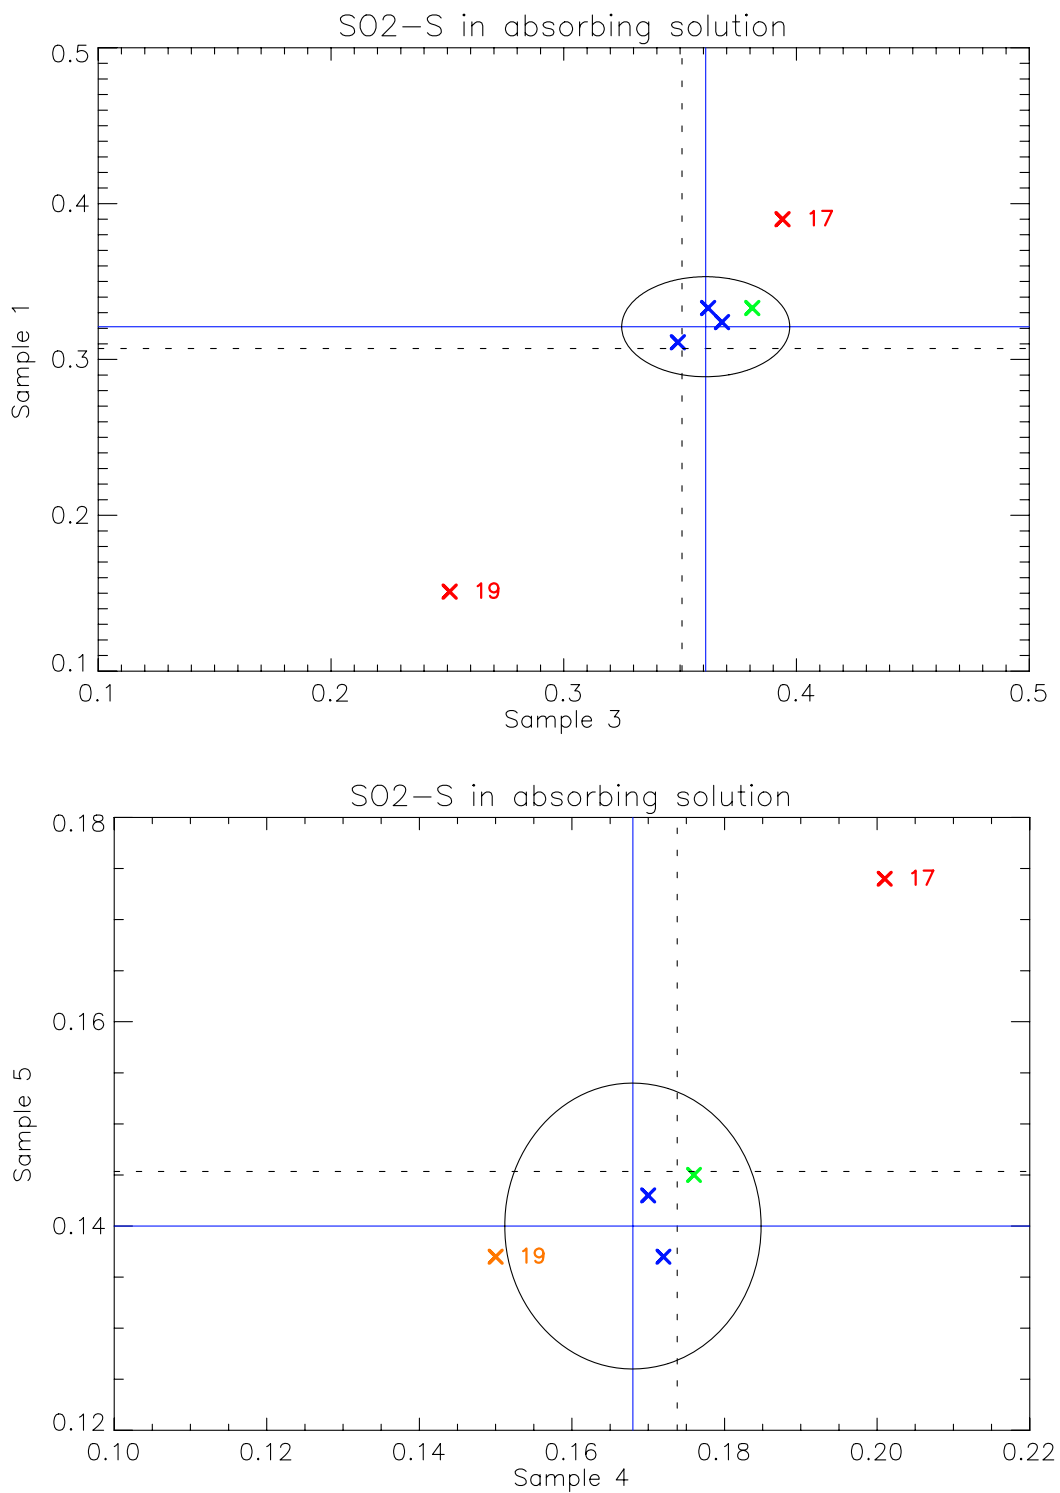 SO2-S in absorbing solution
0.5
0.4
17
0.3
0.2
19
0.1
Sample 1
0.1 0.2 0.3 0.4 0.5
Sample 3
SO2-S in absorbing solution
0.18
17
0.16
0.14
19
0.12
Sample 5
0.10 0.12 0.14 0.16 0.18 0.20 0.22
Sample 4